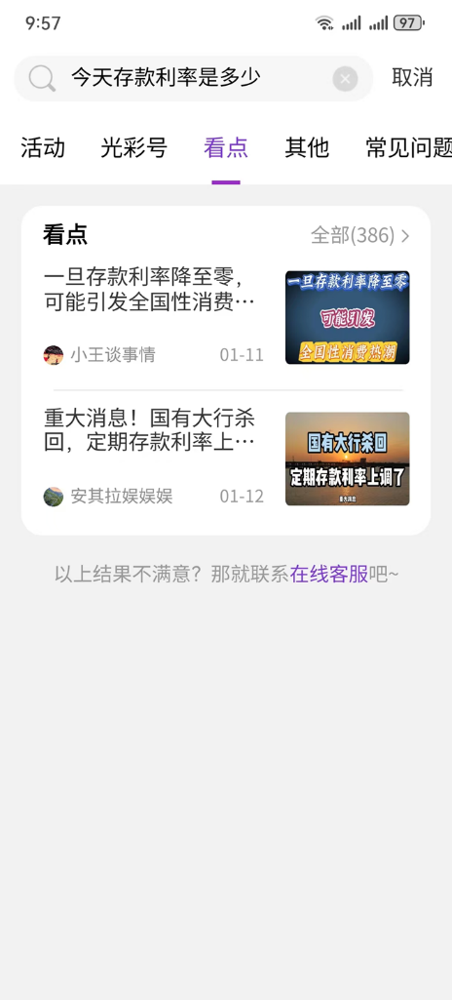 9:57
97
今天存款利率是多少
取消
活动 光彩号 看点 其他 常见问题
看点
全部(386)
一旦存款利率降至零，
可能引发全国性消费…
小王谈事情
01-11
一旦存款利率降至零
可能引发
全国性消费热潮
重大消息！国有大行杀
回，定期存款利率上…
安其拉娱娱娱
01-12
国有大行杀回
定期存款利率上调了
重大消息
以上结果不满意？那就联系在线客服吧~